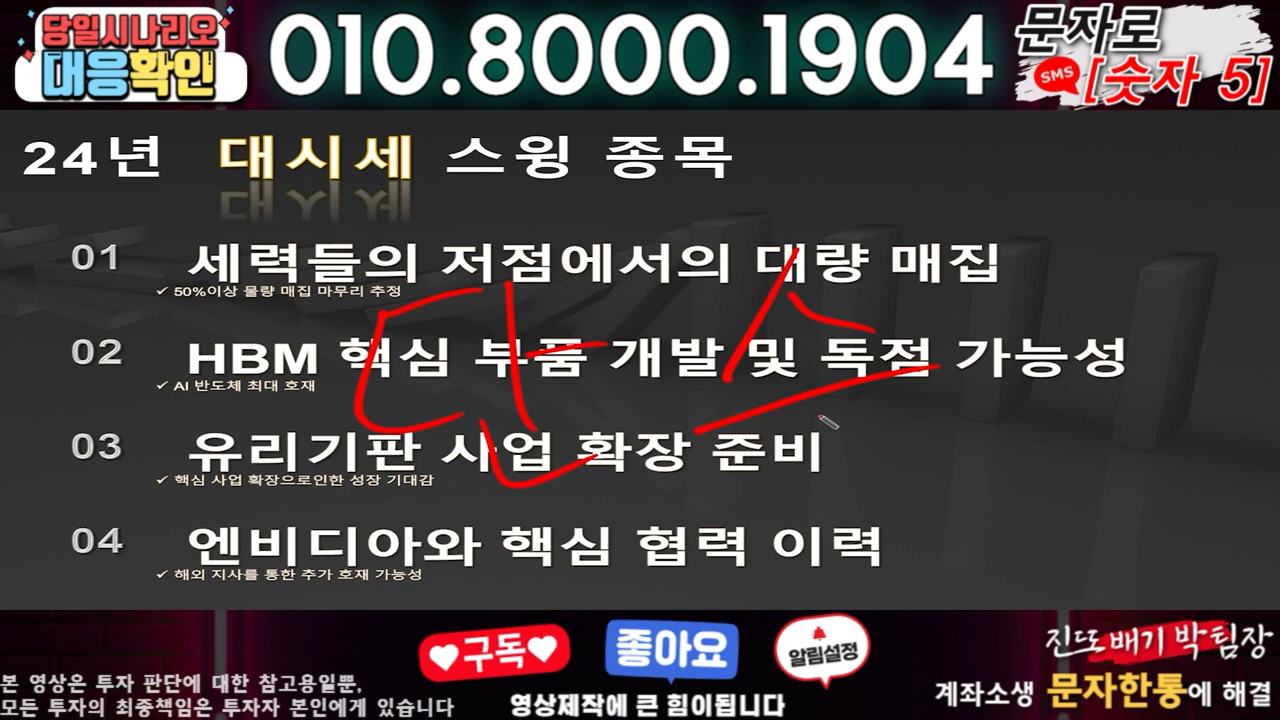 당일시나리오
대응확인
010.8000.1904
문자로
SMS [숫자 5]
24년 대시세 스윙 종목
01 세력들의 저점에서의 대량 매집
✓ 50%이상 물량 매집 마무리 추정
02 HBM 핵심 부품 개발 및 독점 가능성
✓ AI 반도체 최대 호재
단스
03 유리기판 사업 확장 준비
✓ 핵심 사업 확장으로인한 성장 기대감
04 엔비디아와 핵심 협력 이력
✓ 해외 지사를 통한 추가 호재 가능성
구독
좋아요
알림설정
영상제작에 큰 힘이됩니다
본 영상은 투자 판단에 대한 참고용일뿐,
모든 투자의 최종책임은 투자자 본인에게 있습니다
진또배기 박팀장
계좌소생 문자한통에 해결